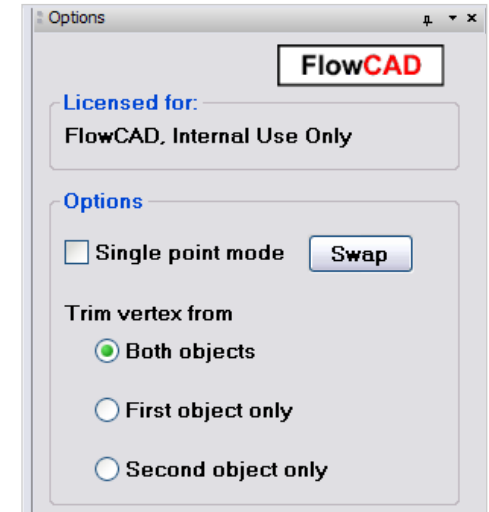 Options
FlowCAD
Licensed for:
FlowCAD, Internal Use Only
Options
Single point mode
Swap
Trim vertex from
Both objects
First object only
Second object only